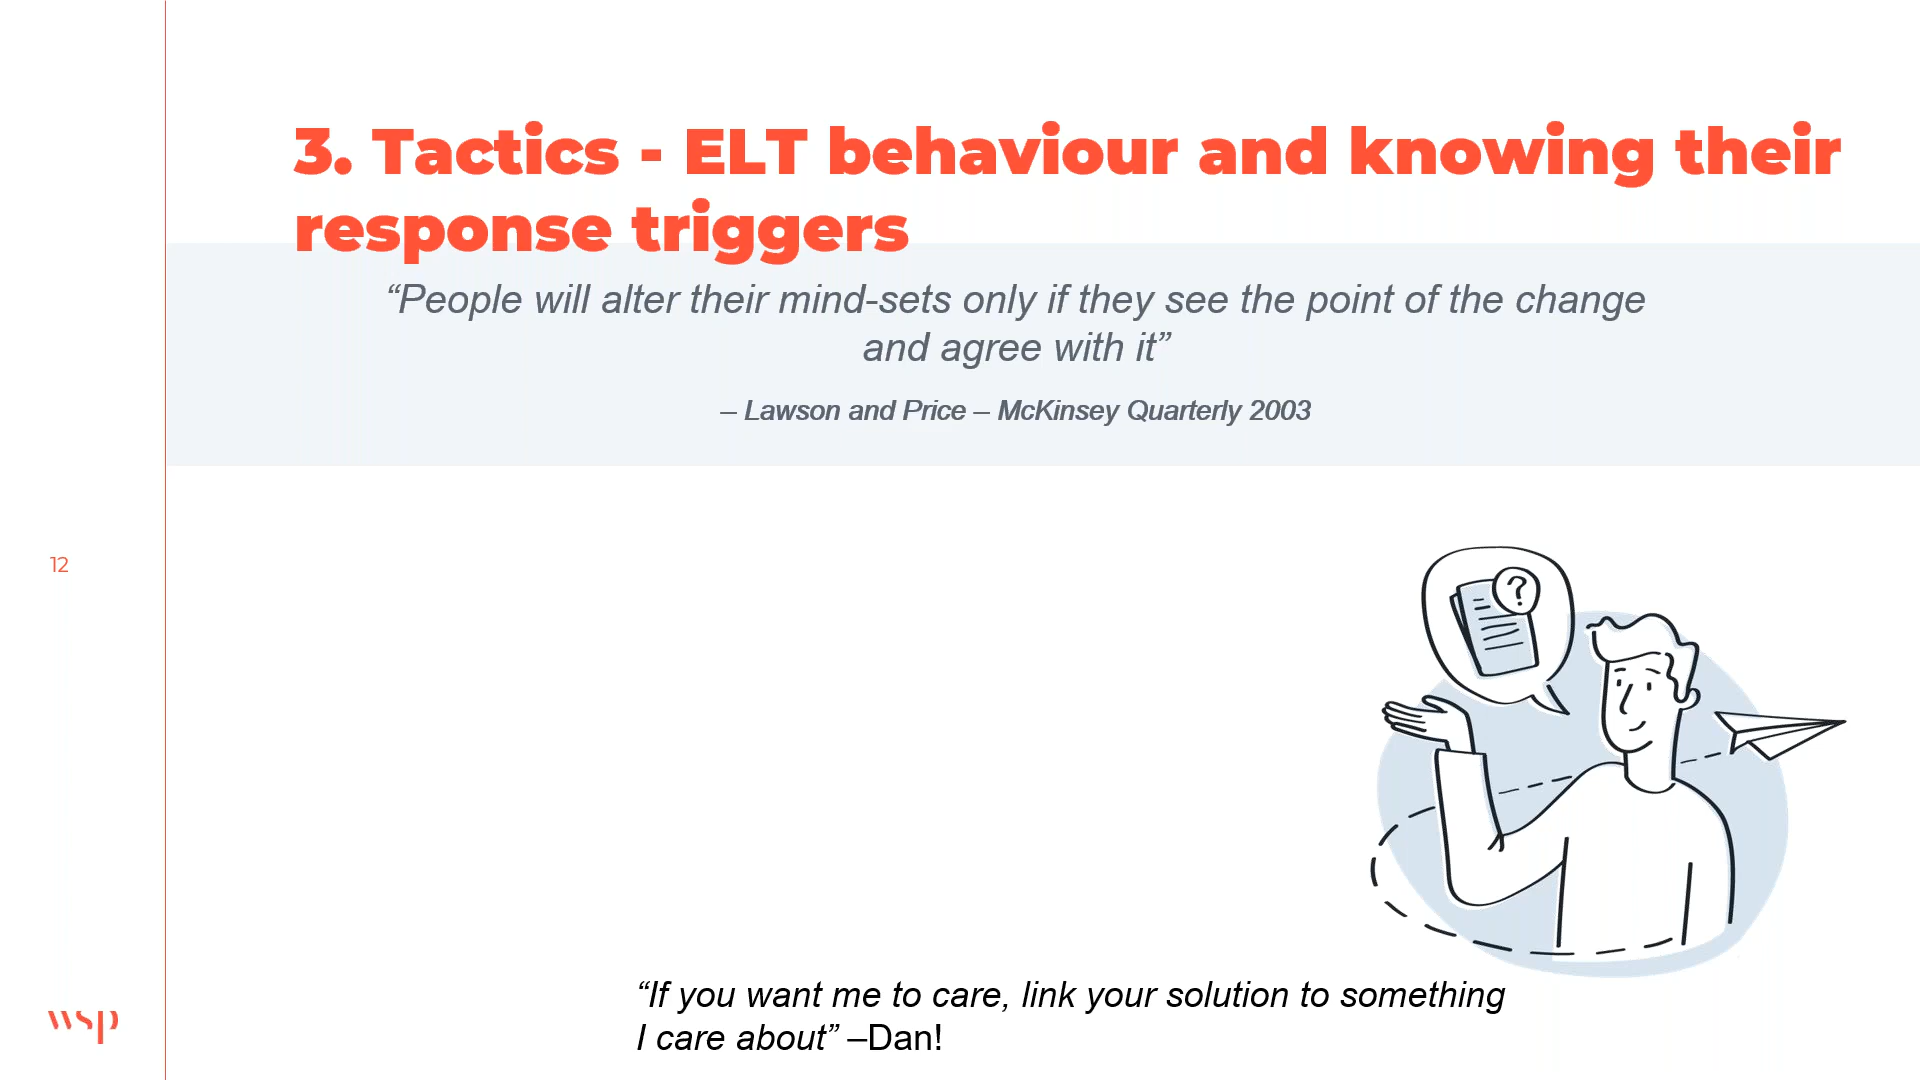 3. Tactics - ELT behaviour and knowing their
response triggers
“People will alter their mind-sets only if they see the point of the change
and agree with it”
– Lawson and Price – McKinsey Quarterly 2003
12
?
“If you want me to care, link your solution to something
I care about” –Dan!
wsp